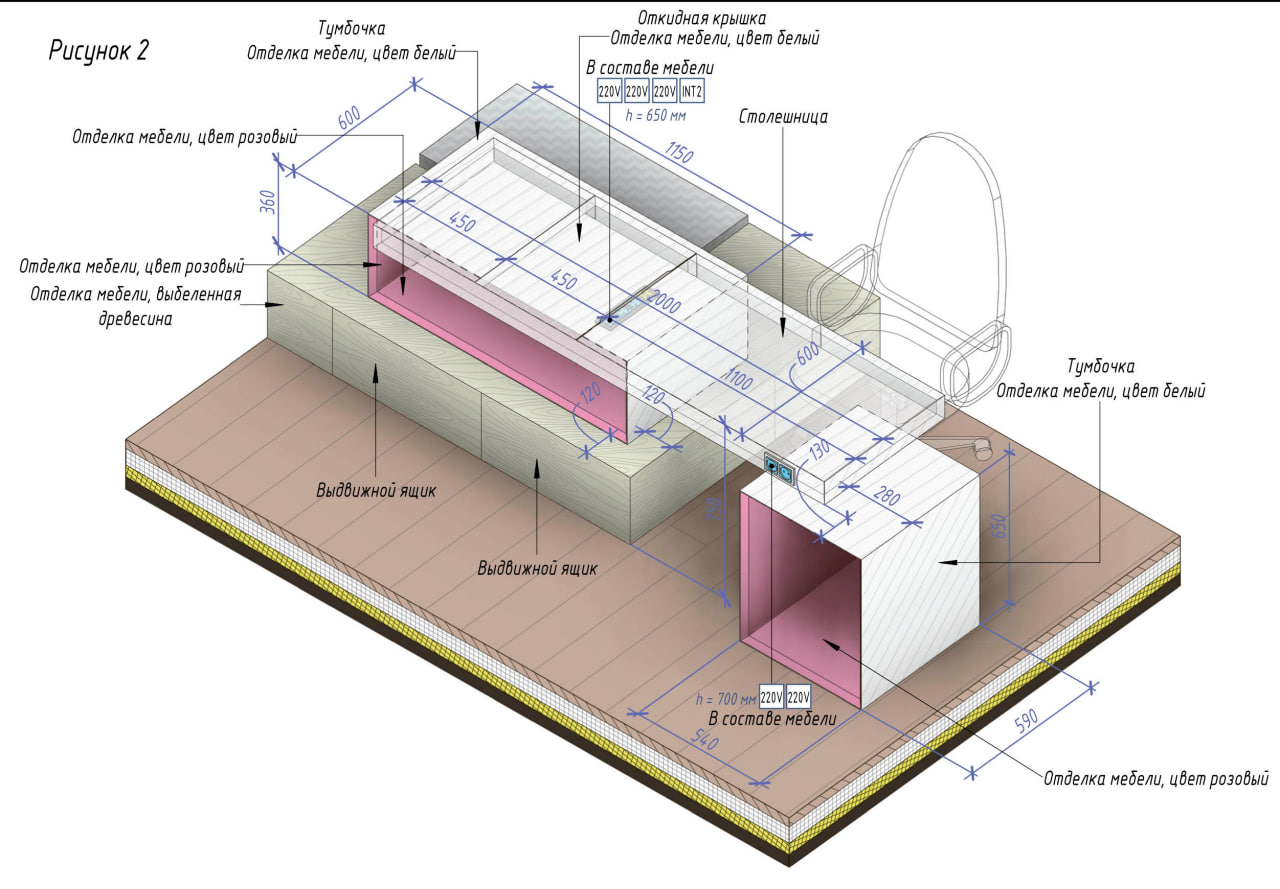 Рисунок 2
Тумбочка
Отделка мебели, цвет белый
Откидная крышка
Отделка мебели, цвет белый
В составе мебели
220V 220V 220V INT2
h = 650 мм
Столешница
600
1150
Отделка мебели, цвет розовый
360
450
450
2000
Отделка мебели, цвет розовый
Отделка мебели, выбеленная
древесина
600
1100
120
120
Тумбочка
Отделка мебели, цвет белый
130
280
750
690
Выдвижной ящик
Выдвижной ящик
h = 700 мм 220V 220V
В составе мебели
540
590
Отделка мебели, цвет розовый